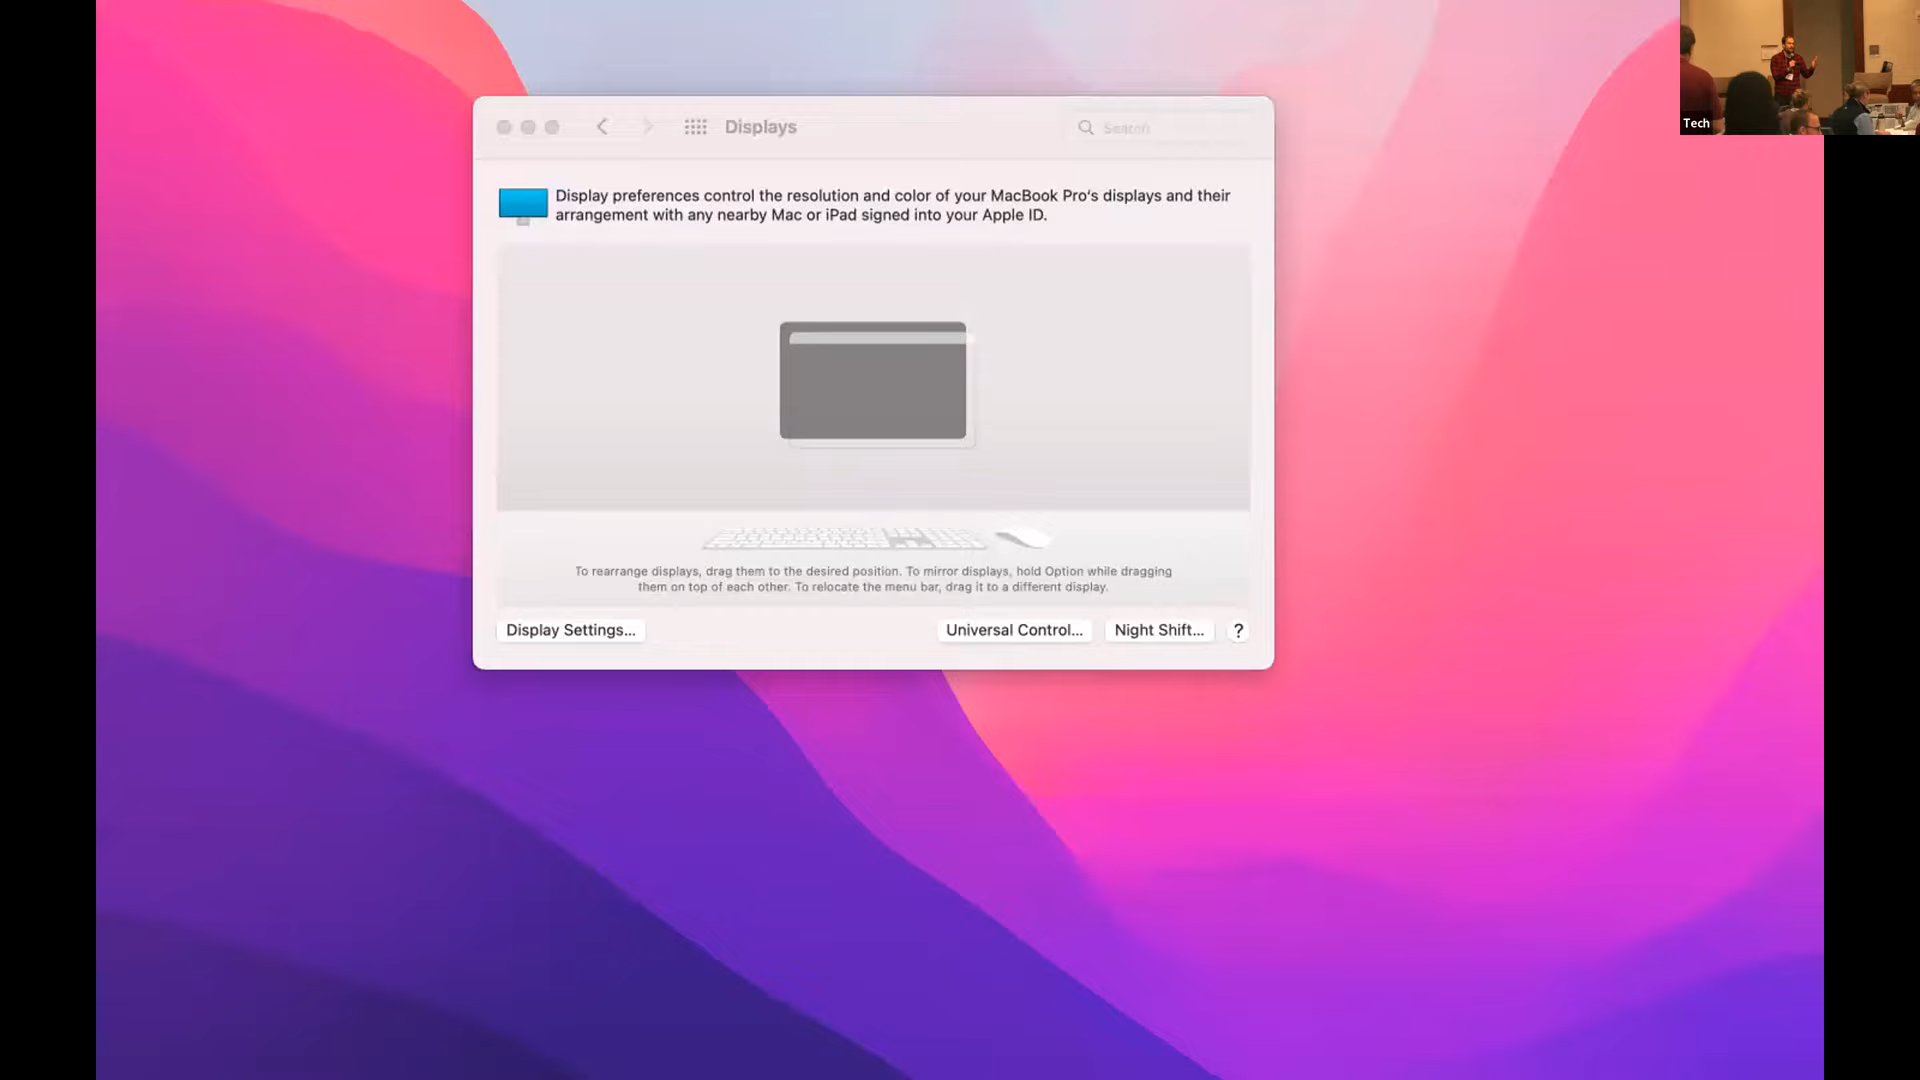 Displays
Search
Tech
Display preferences control the resolution and color of your MacBook Pro's displays and their
arrangement with any nearby Mac or iPad signed into your Apple ID.
To rearrange displays, drag them to the desired position. To mirror displays, hold Option while dragging
them on top of each other. To relocate the menu bar, drag it to a different display.
Display Settings...
Universal Control...
Night Shift...
?